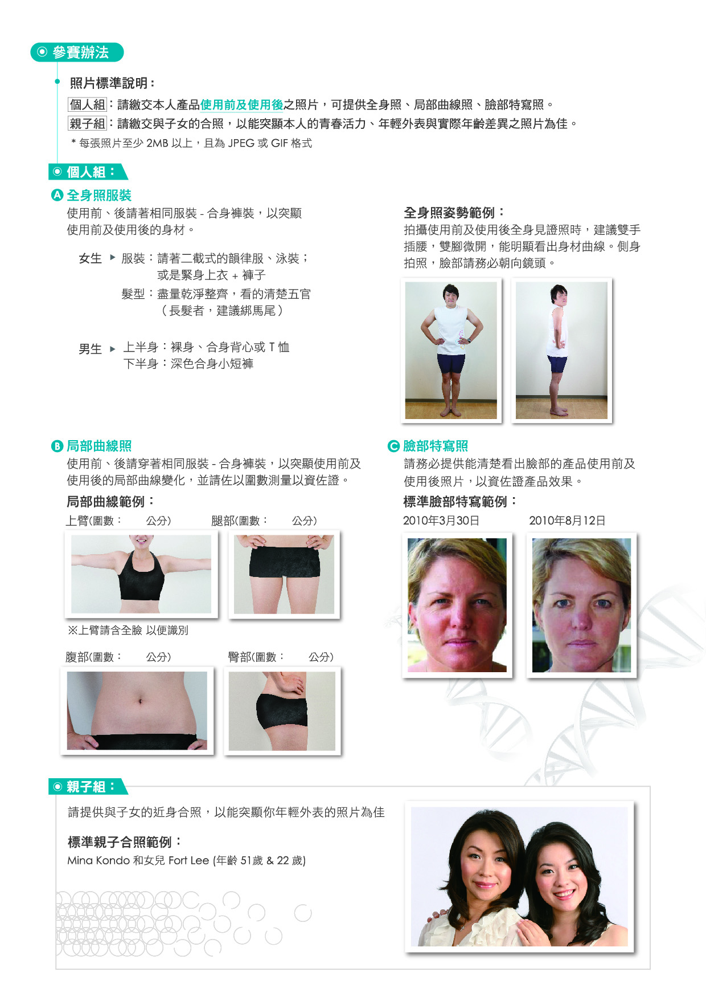 參賽辦法
照片標準說明：
個人組：請繳交本人產品使用前及使用後之照片，可提供全身照、局部曲線照、臉部特寫照。
親子組：請繳交與子女的合照，以能突顯本人的青春活力、年輕外表與實際年齡差異之照片為佳。
* 每張照片至少 2MB 以上，且為 JPEG 或 GIF 格式
個人組：
A 全身照服裝
使用前、後請著相同服裝 - 合身褲裝，以突顯
使用前及使用後的身材。
女生 ▶ 服裝：請著二截式的韻律服、泳裝；
或是緊身上衣 + 褲子
髮型：盡量乾淨整齊，看的清楚五官
（長髮者，建議綁馬尾）
男生 ▶ 上半身：裸身、合身背心或 T 恤
下半身：深色合身小短褲
全身照姿勢範例：
拍攝使用前及使用後全身見證照時，建議雙手
插腰，雙腳微開，能明顯看出身材曲線。側身
拍照，臉部請務必朝向鏡頭。
B 局部曲線照
使用前、後請穿著相同服裝 - 合身褲裝，以突顯使用前及
使用後的局部曲線變化，並請佐以圍數測量以資佐證。
局部曲線範例：
上臂(圍數： 公分) 腿部(圍數： 公分)
※上臂請含全臉 以便識別
腹部(圍數： 公分) 臀部(圍數： 公分)
C 臉部特寫照
請務必提供能清楚看出臉部的產品使用前及
使用後照片，以資佐證產品效果。
標準臉部特寫範例：
2010年3月30日 2010年8月12日
親子組：
請提供與子女的近身合照，以能突顯你年輕外表的照片為佳
標準親子合照範例：
Mina Kondo 和女兒 Fort Lee (年齡 51歲 & 22 歲)